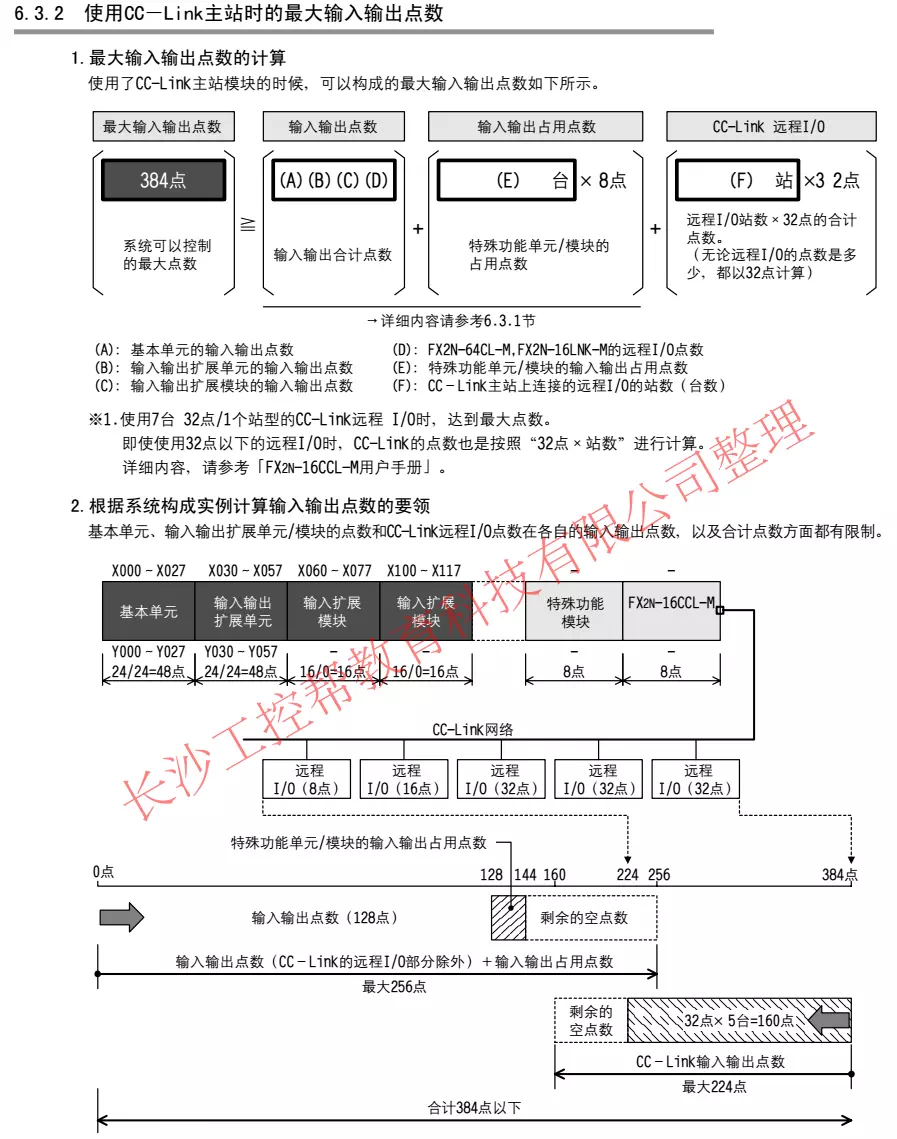 6.3.2 使用CC－Link主站时的最大输入输出点数
1.最大输入输出点数的计算
使用了CC-Link主站模块的时候，可以构成的最大输入输出点数如下所示。
最大输入输出点数 输入输出点数 输入输出占用点数 CC-Link 远程I/O
384点 (A)(B)(C)(D) (E) 台 × 8点 (F) 站 ×3 2点
≧ + +
系统可以控制
的最大点数
输入输出合计点数
特殊功能单元/模块的
占用点数
远程I/O站数×32点的合计
点数。
（无论远程I/O的点数是多
少，都以32点计算）
→详细内容请参考6.3.1节
(A)：基本单元的输入输出点数 (D)：FX2N-64CL-M,FX2N-16LNK-M的远程I/O点数
(B)：输入输出扩展单元的输入输出点数 (E)：特殊功能单元/模块的输入输出占用点数
(C)：输入输出扩展模块的输入输出点数 (F)：CC－Link主站上连接的远程I/O的站数（台数）
※1.使用7台 32点/1个站型的CC-Link远程 I/O时，达到最大点数。
即使使用32点以下的远程I/O时，CC-Link的点数也是按照“32点×站数”进行计算。
详细内容，请参考「FX2N-16CCL-M用户手册」。
2.根据系统构成实例计算输入输出点数的要领
基本单元、输入输出扩展单元/模块的点数和CC-Link远程I/O点数在各自的输入输出点数，以及合计点数方面都有限制。
X000～X027 X030～X057 X060～X077 X100～X117 － －
基本单元
输入输出
扩展单元
输入扩展
模块
输入扩展
模块
特殊功能
模块
FX2N-16CCL-M
Y000～Y027 Y030～Y057 － － － －
24/24=48点 24/24=48点 16/0=16点 16/0=16点 8点 8点
CC-Link网络
远程 远程 远程 远程 远程
I/O（8点） I/O（16点） I/O（32点） I/O（32点） I/O（32点）
特殊功能单元/模块的输入输出占用点数
0点 128 144 160 224 256 384点
输入输出点数（128点） 剩余的空点数
输入输出点数（CC－Link的远程I/O部分除外）＋输入输出占用点数
最大256点
剩余的
空点数
32点× 5台=160点
CC－Link输入输出点数
最大224点
合计384点以下
长沙工控帮教育科技有限公司整理